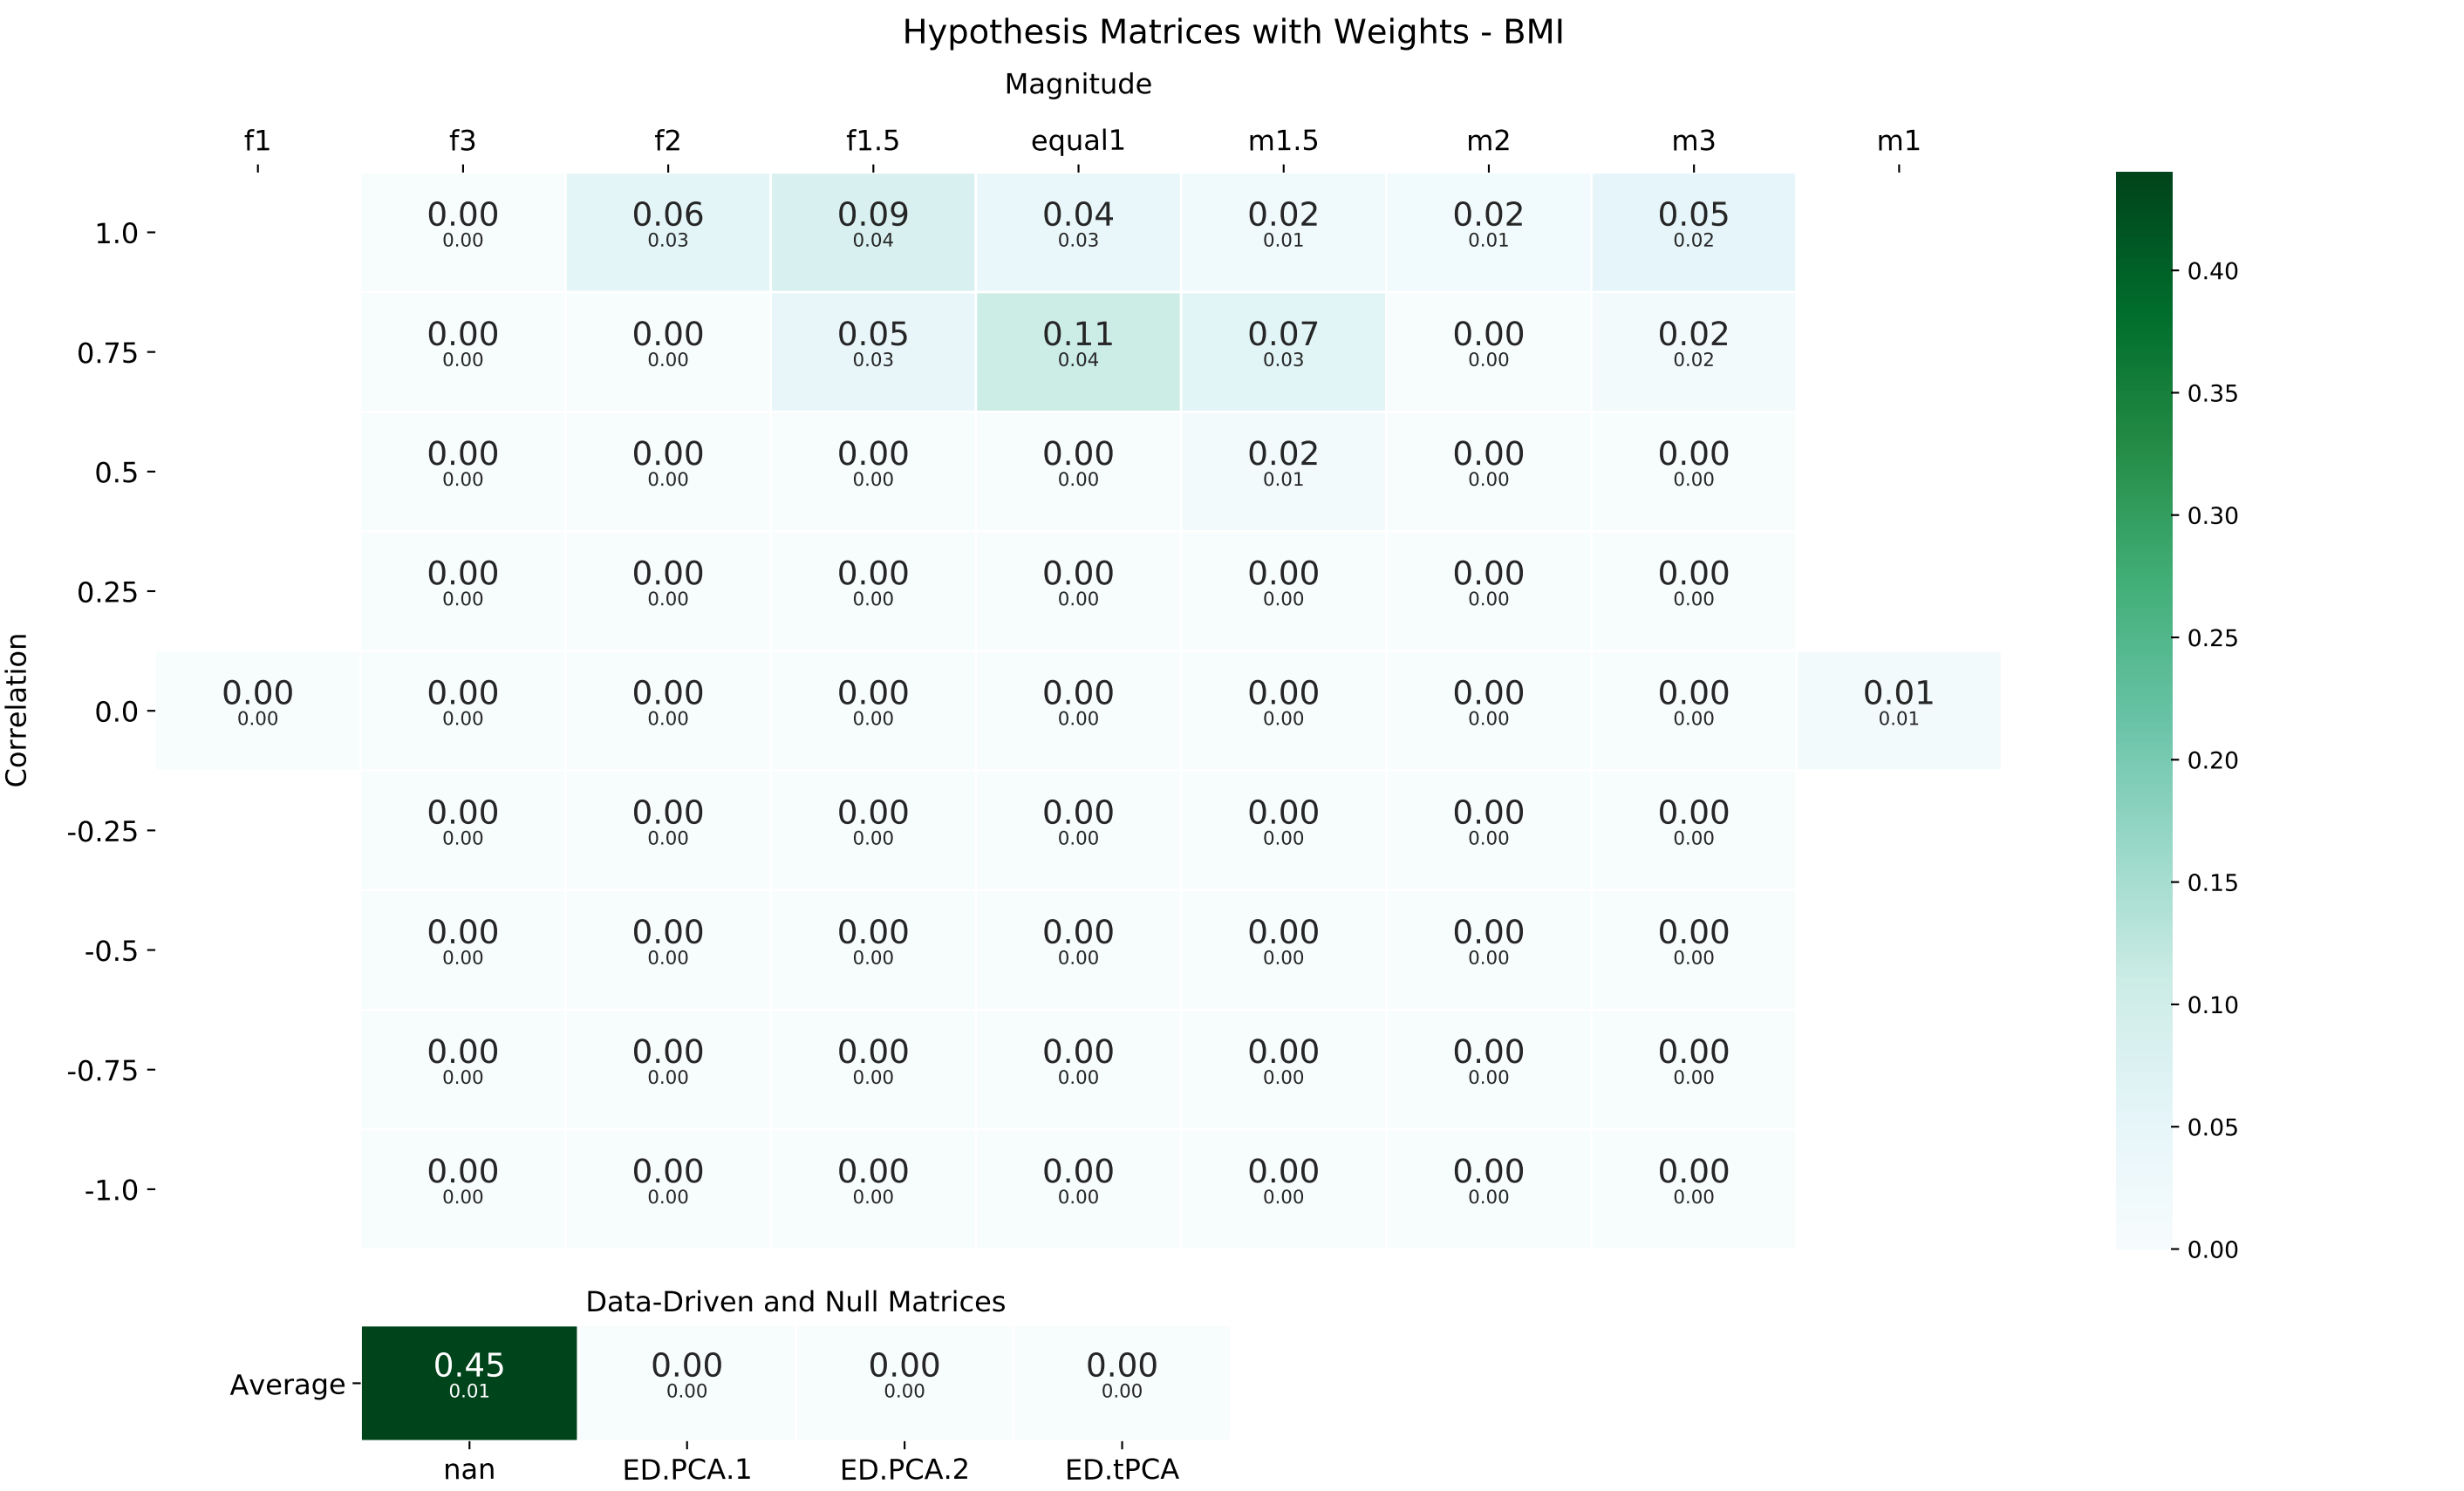 Hypothesis Matrices with Weights - BMI
Magnitude
f1 f3 f2 f1.5 equal1 m1.5 m2 m3 m1
1.0 0.00 0.06 0.09 0.04 0.02 0.02 0.05
0.00 0.03 0.04 0.03 0.01 0.01 0.02
0.40
0.75 0.00 0.00 0.05 0.11 0.07 0.00 0.02
0.00 0.00 0.03 0.04 0.03 0.00 0.02
0.35
0.5 0.00 0.00 0.00 0.00 0.02 0.00 0.00
0.00 0.00 0.00 0.00 0.01 0.00 0.00
0.30
0.25 0.00 0.00 0.00 0.00 0.00 0.00 0.00
0.00 0.00 0.00 0.00 0.00 0.00 0.00
0.25
Correlation
0.0 0.00 0.00 0.00 0.00 0.00 0.00 0.00 0.00 0.01
0.00 0.00 0.00 0.00 0.00 0.00 0.00 0.00 0.01
0.20
-0.25 0.00 0.00 0.00 0.00 0.00 0.00 0.00
0.00 0.00 0.00 0.00 0.00 0.00 0.00
0.15
-0.5 0.00 0.00 0.00 0.00 0.00 0.00 0.00
0.00 0.00 0.00 0.00 0.00 0.00 0.00
0.10
-0.75 0.00 0.00 0.00 0.00 0.00 0.00 0.00
0.00 0.00 0.00 0.00 0.00 0.00 0.00
0.05
-1.0 0.00 0.00 0.00 0.00 0.00 0.00 0.00
0.00 0.00 0.00 0.00 0.00 0.00 0.00
0.00
Data-Driven and Null Matrices
Average 0.45 0.00 0.00 0.00
0.01 0.00 0.00 0.00
nan ED.PCA.1 ED.PCA.2 ED.tPCA